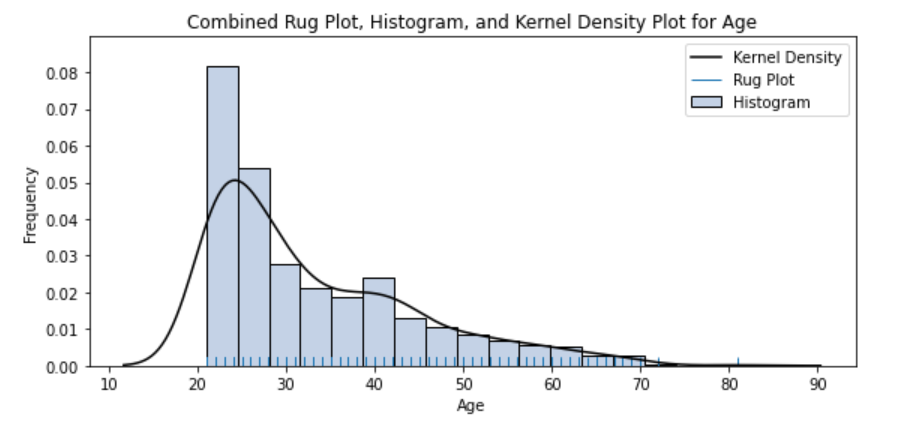 Combined Rug Plot, Histogram, and Kernel Density Plot for Age
Kernel Density
Rug Plot
Histogram
Frequency
0.08
0.07
0.06
0.05
0.04
0.03
0.02
0.01
0.00
10 20 30 40 50 60 70 80 90
Age